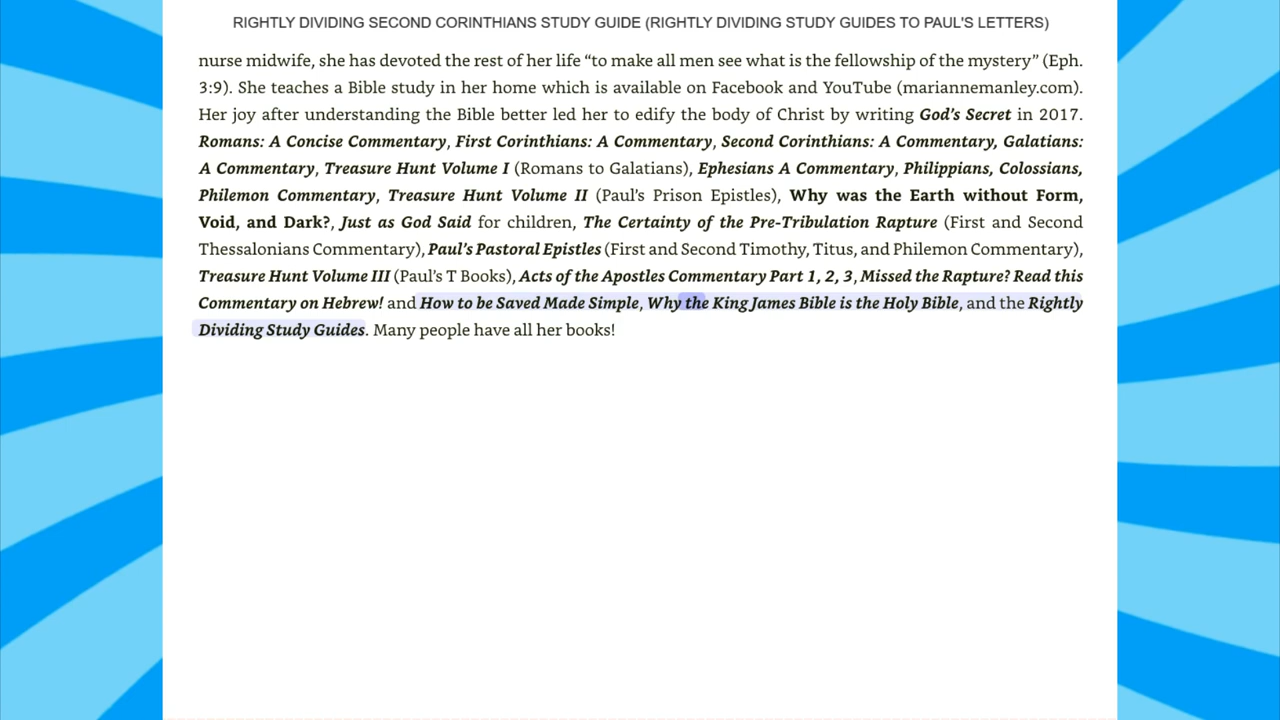 RIGHTLY DIVIDING SECOND CORINTHIANS STUDY GUIDE (RIGHTLY DIVIDING STUDY GUIDES TO PAUL'S LETTERS)
nurse midwife, she has devoted the rest of her life “to make all men see what is the fellowship of the mystery” (Eph.
3:9). She teaches a Bible study in her home which is available on Facebook and YouTube (mariannemanley.com).
Her joy after understanding the Bible better led her to edify the body of Christ by writing God’s Secret in 2017.
Romans: A Concise Commentary, First Corinthians: A Commentary, Second Corinthians: A Commentary, Galatians:
A Commentary, Treasure Hunt Volume I (Romans to Galatians), Ephesians A Commentary, Philippians, Colossians,
Philemon Commentary, Treasure Hunt Volume II (Paul’s Prison Epistles), Why was the Earth without Form,
Void, and Dark?, Just as God Said for children, The Certainty of the Pre-Tribulation Rapture (First and Second
Thessalonians Commentary), Paul’s Pastoral Epistles (First and Second Timothy, Titus, and Philemon Commentary),
Treasure Hunt Volume III (Paul’s T Books), Acts of the Apostles Commentary Part 1, 2, 3, Missed the Rapture? Read this
Commentary on Hebrew! and How to be Saved Made Simple, Why the King James Bible is the Holy Bible, and the Rightly
Dividing Study Guides. Many people have all her books!